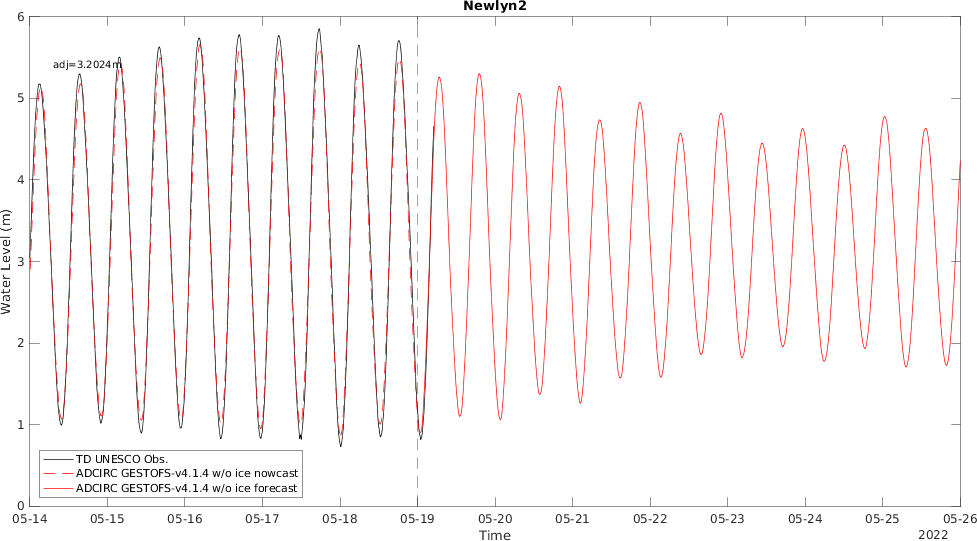 Newlyn2
6
adj=3.2024m
5
4
3
2
1
0
Water Level (m)
TD UNESCO Obs.
ADCIRC GESTOFS-v4.1.4 w/o ice nowcast
ADCIRC GESTOFS-v4.1.4 w/o ice forecast
05-14 05-15 05-16 05-17 05-18 05-19 05-20 05-21 05-22 05-23 05-24 05-25 05-26
Time
2022